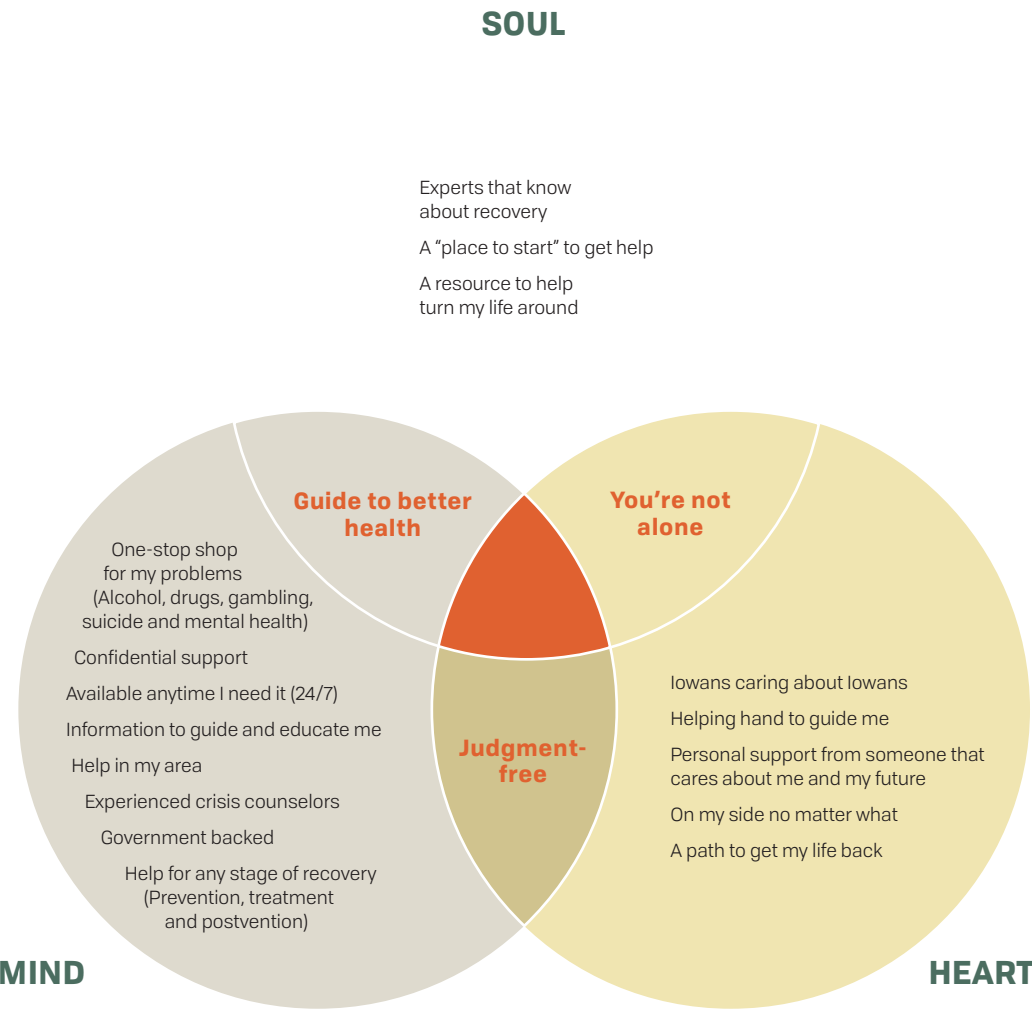 SOUL
Experts that know
about recovery
A “place to start” to get help
A resource to help
turn my life around
Guide to better
health
You’re not
alone
One-stop shop
for my problems
(Alcohol, drugs, gambling,
suicide and mental health)
Confidential support
Available anytime I need it (24/7)
Information to guide and educate me
Help in my area
Experienced crisis counselors
Government backed
Help for any stage of recovery
(Prevention, treatment
and postvention)
Judgment-
free
Iowans caring about Iowans
Helping hand to guide me
Personal support from someone that
cares about me and my future
On my side no matter what
A path to get my life back
MIND
HEART